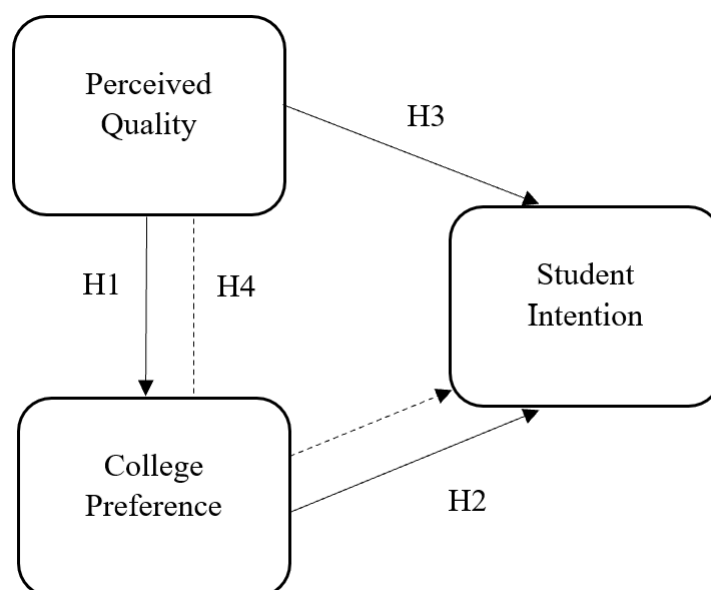 Perceived
Quality
H3
H1
H4
Student
Intention
College
Preference
H2